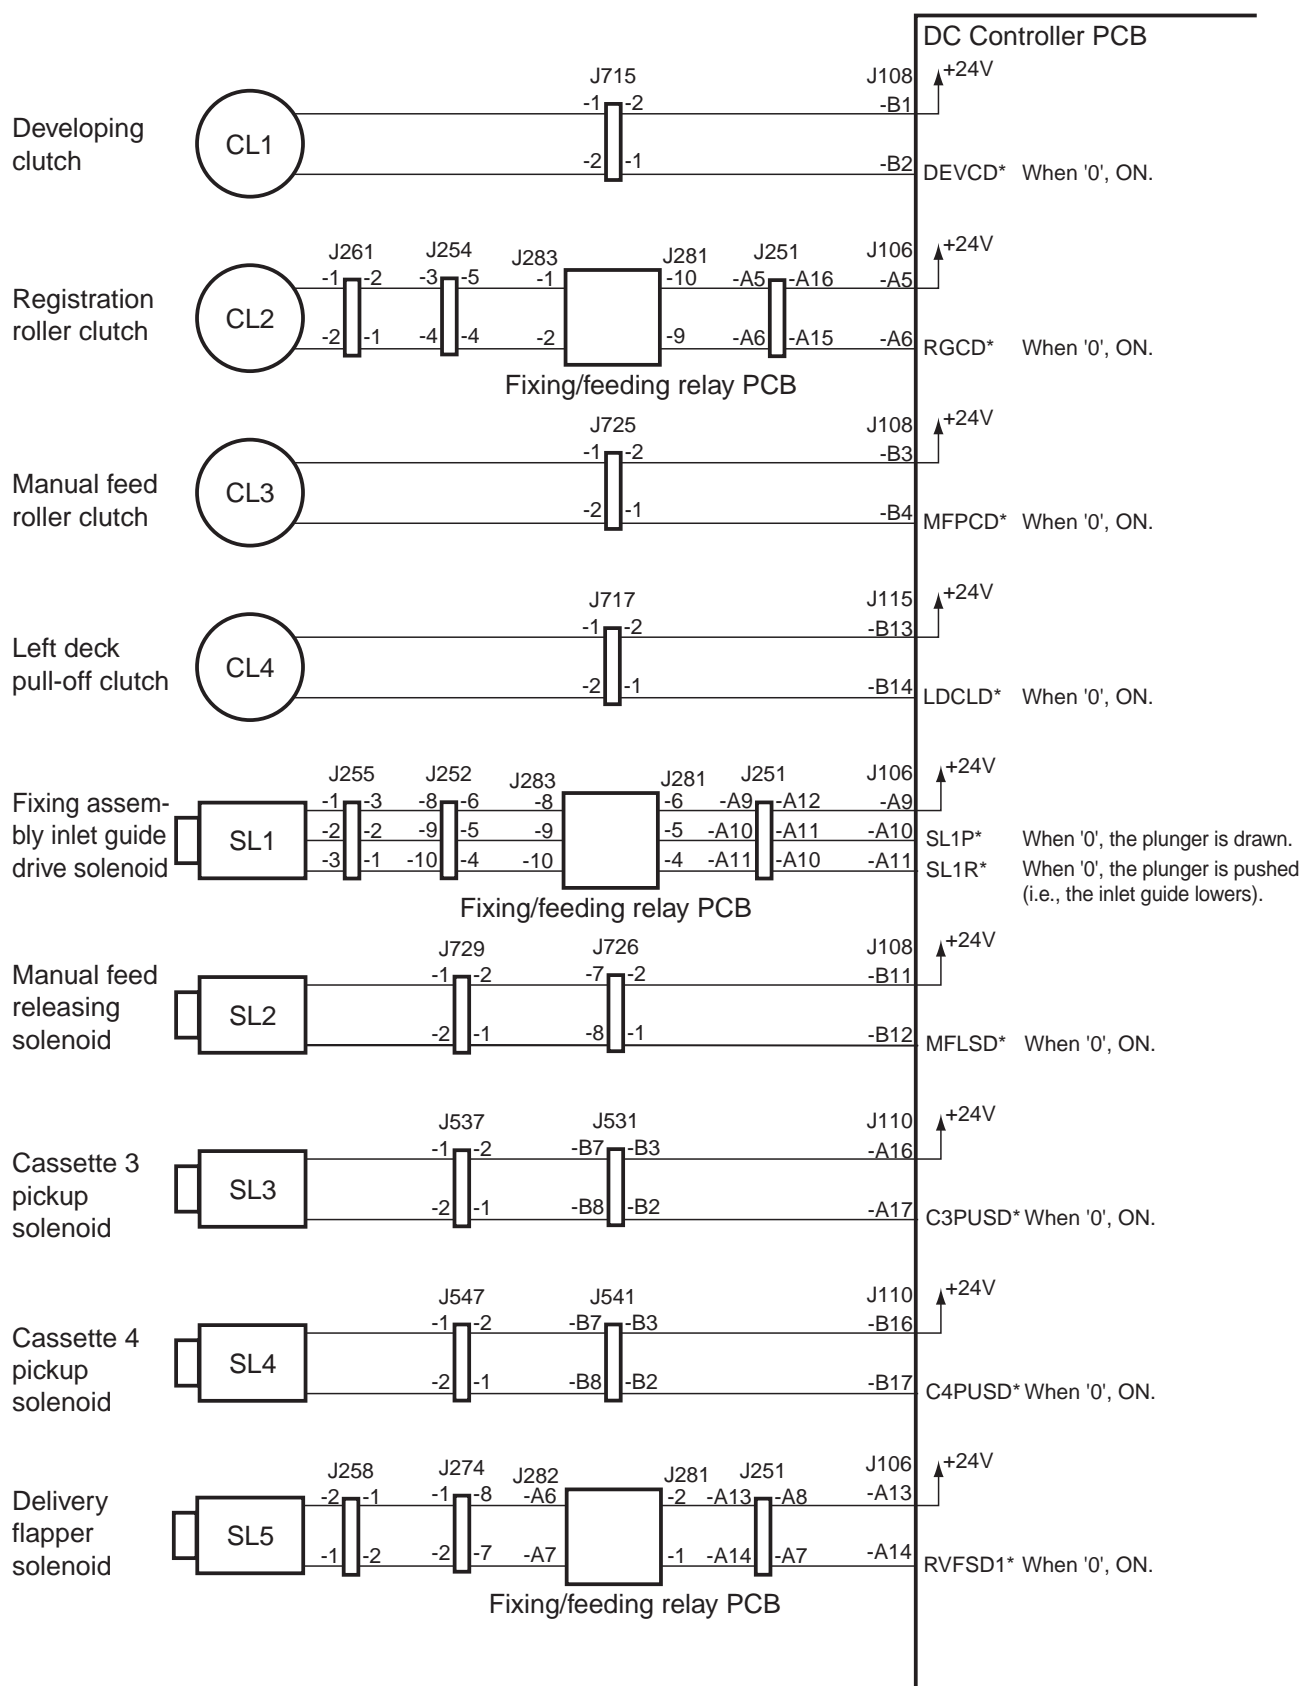 DC Controller PCB
J715 J108 +24V
-1 -2 -B1
Developing
clutch
CL1
-2 -1 -B2 DEVCD* When '0', ON.
J261 J254 J283 J281 J251 J106 +24V
-1 -2 -3 -5 -1 -10 -A5 -A16 -A5
Registration
roller clutch
CL2
-2 -1 -4 -4 -2 -9 -A6 -A15 -A6 RGCD* When '0', ON.
Fixing/feeding relay PCB
J725 J108 +24V
-1 -2 -B3
Manual feed
roller clutch
CL3
-2 -1 -B4 MFPCD* When '0', ON.
J717 J115 +24V
-1 -2 -B13
Left deck
pull-off clutch
CL4
-2 -1 -B14 LDCLD* When '0', ON.
J255 J252 J283 J281 J251 J106 +24V
Fixing assem-
bly inlet guide
drive solenoid
SL1
-1 -3 -8 -6 -8 -6 -A9 -A12 -A9
-2 -2 -9 -5 -9 -5 -A10 -A11 -A10 SL1P* When '0', the plunger is drawn.
-3 -1 -10 -4 -10 -4 -A11 -A10 -A11 SL1R* When '0', the plunger is pushed
(i.e., the inlet guide lowers).
Fixing/feeding relay PCB
J729 J726 J108 +24V
-1 -2 -7 -2 -B11
Manual feed
releasing
solenoid
SL2
-2 -1 -8 -1 -B12 MFLSD* When '0', ON.
J537 J531 J110 +24V
-1 -2 -B7 -B3 -A16
Cassette 3
pickup
solenoid
SL3
-2 -1 -B8 -B2 -A17 C3PUSD* When '0', ON.
J547 J541 J110 +24V
-1 -2 -B7 -B3 -B16
Cassette 4
pickup
solenoid
SL4
-2 -1 -B8 -B2 -B17 C4PUSD* When '0', ON.
J258 J274 J282 J281 J251 J106 +24V
-2 -1 -1 -8 -A6 -2 -A13 -A8 -A13
Delivery
flapper
solenoid
SL5
-1 -2 -2 -7 -A7 -1 -A14 -A7 -A14 RVFSD1* When '0', ON.
Fixing/feeding relay PCB